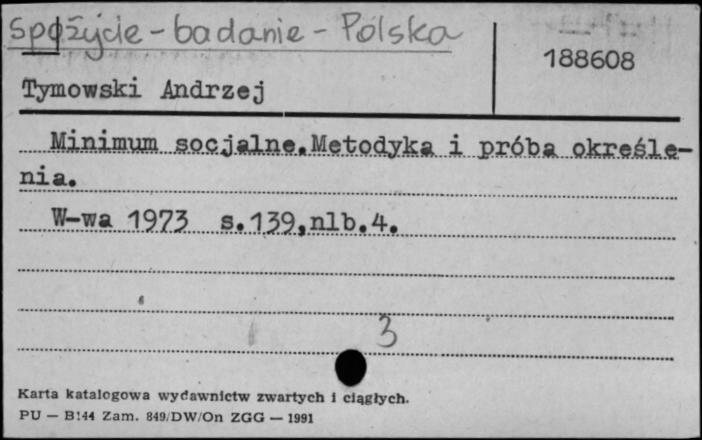 Spożycie - badanie - Polska
188608
Tymowski Andrzej
Minimum socjalne.Metodyka i próba określe-
nia.
W-wa 1973 s.139,nlb.4.
3
Karta katalogowa wydawnictw zwartych i ciągłych.
PU — B144 Zam. 849/DW/On ZGG — 1991